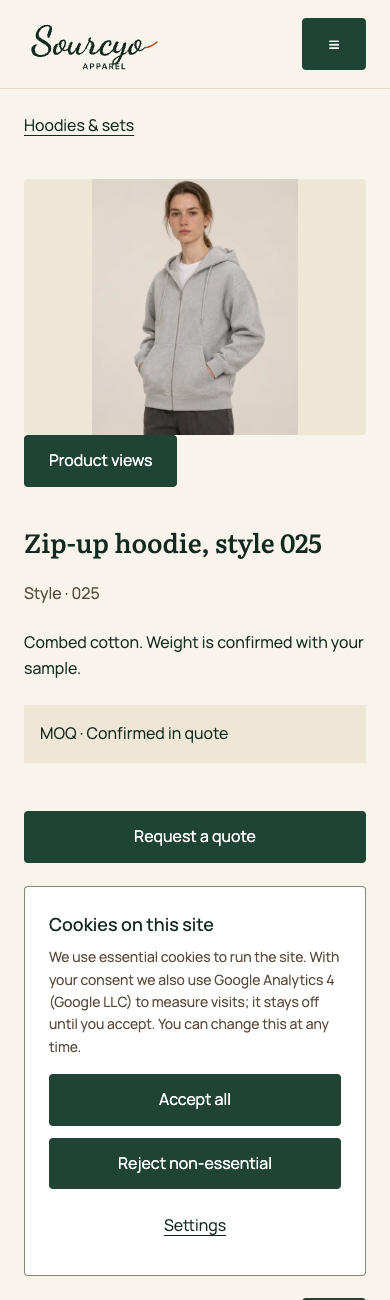 Sourcyo
APPAREL
Hoodies & sets
Product views
Zip-up hoodie, style 025
Style · 025
Combed cotton. Weight is confirmed with your
sample.
MOQ · Confirmed in quote
Request a quote
Cookies on this site
We use essential cookies to run the site. With
your consent we also use Google Analytics 4
(Google LLC) to measure visits; it stays off
until you accept. You can change this at any
time.
Accept all
Reject non-essential
Settings